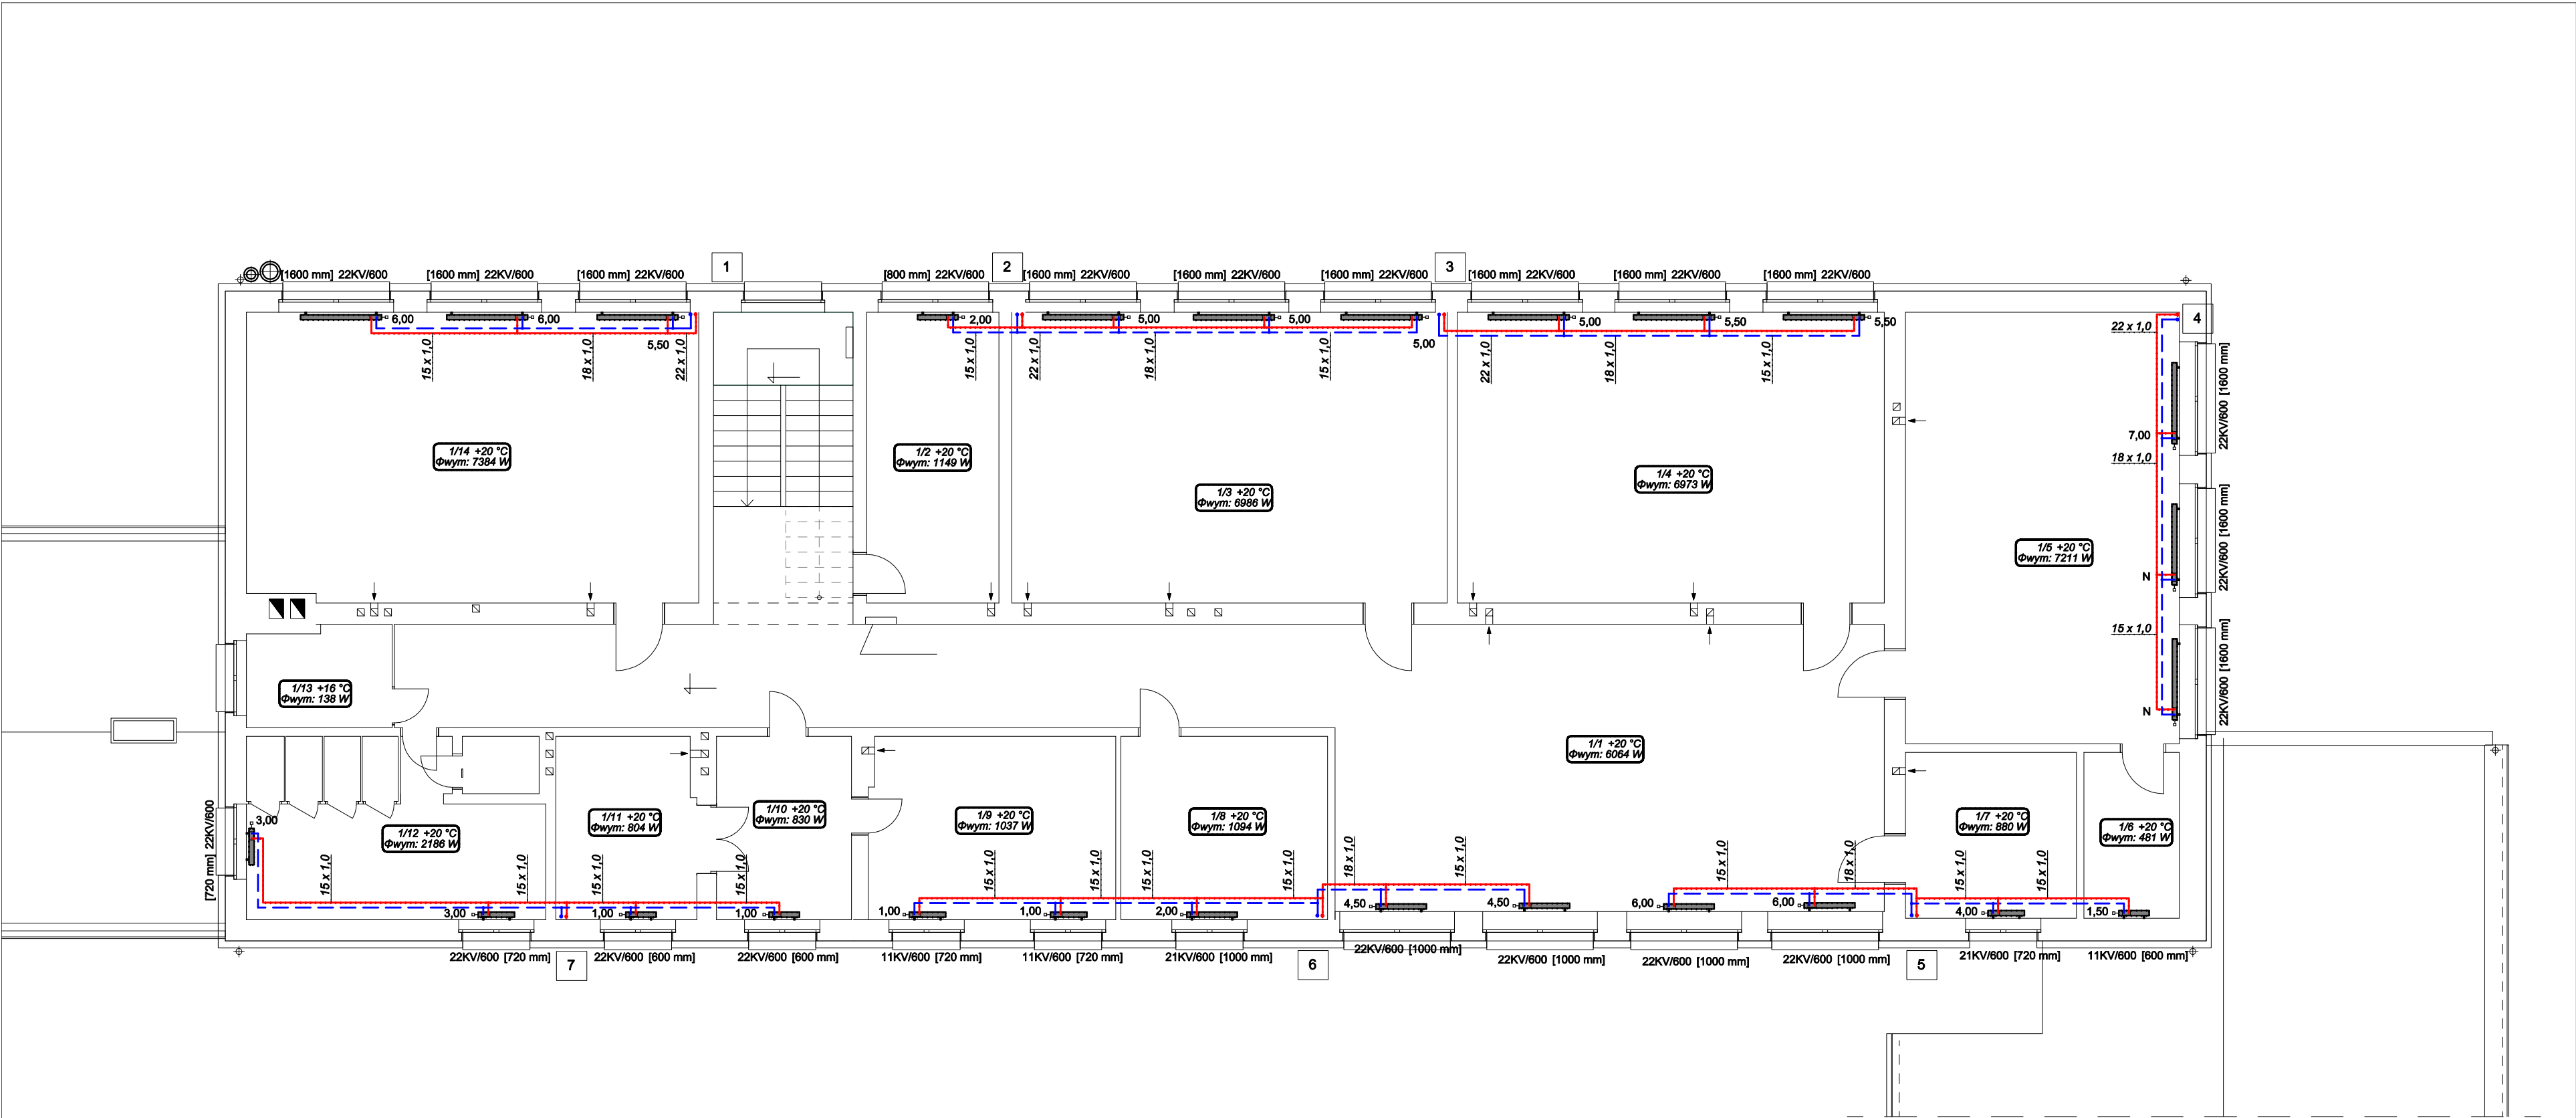 1
2
3
[1600 mm] 22KV/600
[1600 mm] 22KV/600
[1600 mm] 22KV/600
[800 mm] 22KV/600
[1600 mm] 22KV/600
[1600 mm] 22KV/600
[1600 mm] 22KV/600
[1600 mm] 22KV/600
[1600 mm] 22KV/600
[1600 mm] 22KV/600
6,00
6,00
5,50
2,00
5,00
5,00
5,00
5,00
5,50
5,50
4
15 x 1,0
18 x 1,0
22 x 1,0
15 x 1,0
22 x 1,0
18 x 1,0
15 x 1,0
22 x 1,0
18 x 1,0
15 x 1,0
22 x 1,0
22KV/600 [1600 mm]
7,00
18 x 1,0
22KV/600 [1600 mm]
N
15 x 1,0
22KV/600 [1600 mm]
N
1/14 +20 °C
Φwym: 7384 W
1/2 +20 °C
Φwym: 1149 W
1/3 +20 °C
Φwym: 6986 W
1/4 +20 °C
Φwym: 6973 W
1/5 +20 °C
Φwym: 7211 W
1/13 +16 °C
Φwym: 138 W
1/1 +20 °C
Φwym: 6064 W
1/12 +20 °C
Φwym: 2186 W
1/11 +20 °C
Φwym: 804 W
1/10 +20 °C
Φwym: 830 W
1/9 +20 °C
Φwym: 1037 W
1/8 +20 °C
Φwym: 1094 W
1/7 +20 °C
Φwym: 880 W
1/6 +20 °C
Φwym: 481 W
[720 mm] 22KV/600
3,00
15 x 1,0
15 x 1,0
15 x 1,0
15 x 1,0
15 x 1,0
15 x 1,0
15 x 1,0
15 x 1,0
18 x 1,0
15 x 1,0
15 x 1,0
18 x 1,0
15 x 1,0
15 x 1,0
3,00
1,00
1,00
1,00
1,00
2,00
4,50
4,50
6,00
6,00
4,00
1,50
22KV/600 [720 mm]
7
22KV/600 [600 mm]
22KV/600 [600 mm]
11KV/600 [720 mm]
11KV/600 [720 mm]
21KV/600 [1000 mm]
6
22KV/600 [1000 mm]
22KV/600 [1000 mm]
22KV/600 [1000 mm]
22KV/600 [1000 mm]
5
21KV/600 [720 mm]
11KV/600 [600 mm]